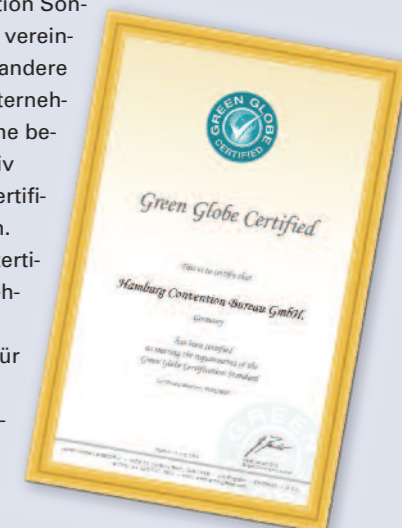 tion Son-
verein-
andere
terneh-
ne be-
iv
ertifi-
n.
erti-
eh-
ür
-
GREEN GLOBE
CERTIFIED
Green Globe Certified
This is to certify that
Hamburg Convention Bureau GmbH,
Germany
has been certified
as meeting the requirements of the
Green Globe Certification Standard